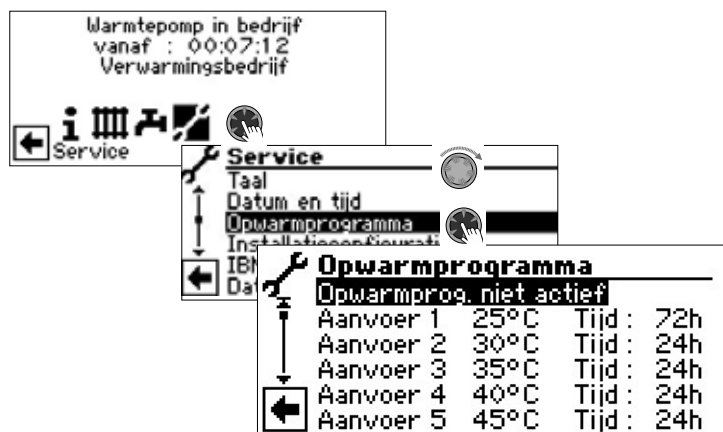 Warmtepomp in bedrijf
vanaf : 00:07:12
Verwarmingsbedrijf
Service
Service
Taal
Datum en tijd
Opwarmprogramma
Opwarmprogramma
Opwarmprog. niet actief
Aanvoer 1 25°C Tijd : 72h
Aanvoer 2 30°C Tijd : 24h
Aanvoer 3 35°C Tijd : 24h
Aanvoer 4 40°C Tijd : 24h
Aanvoer 5 45°C Tijd : 24h